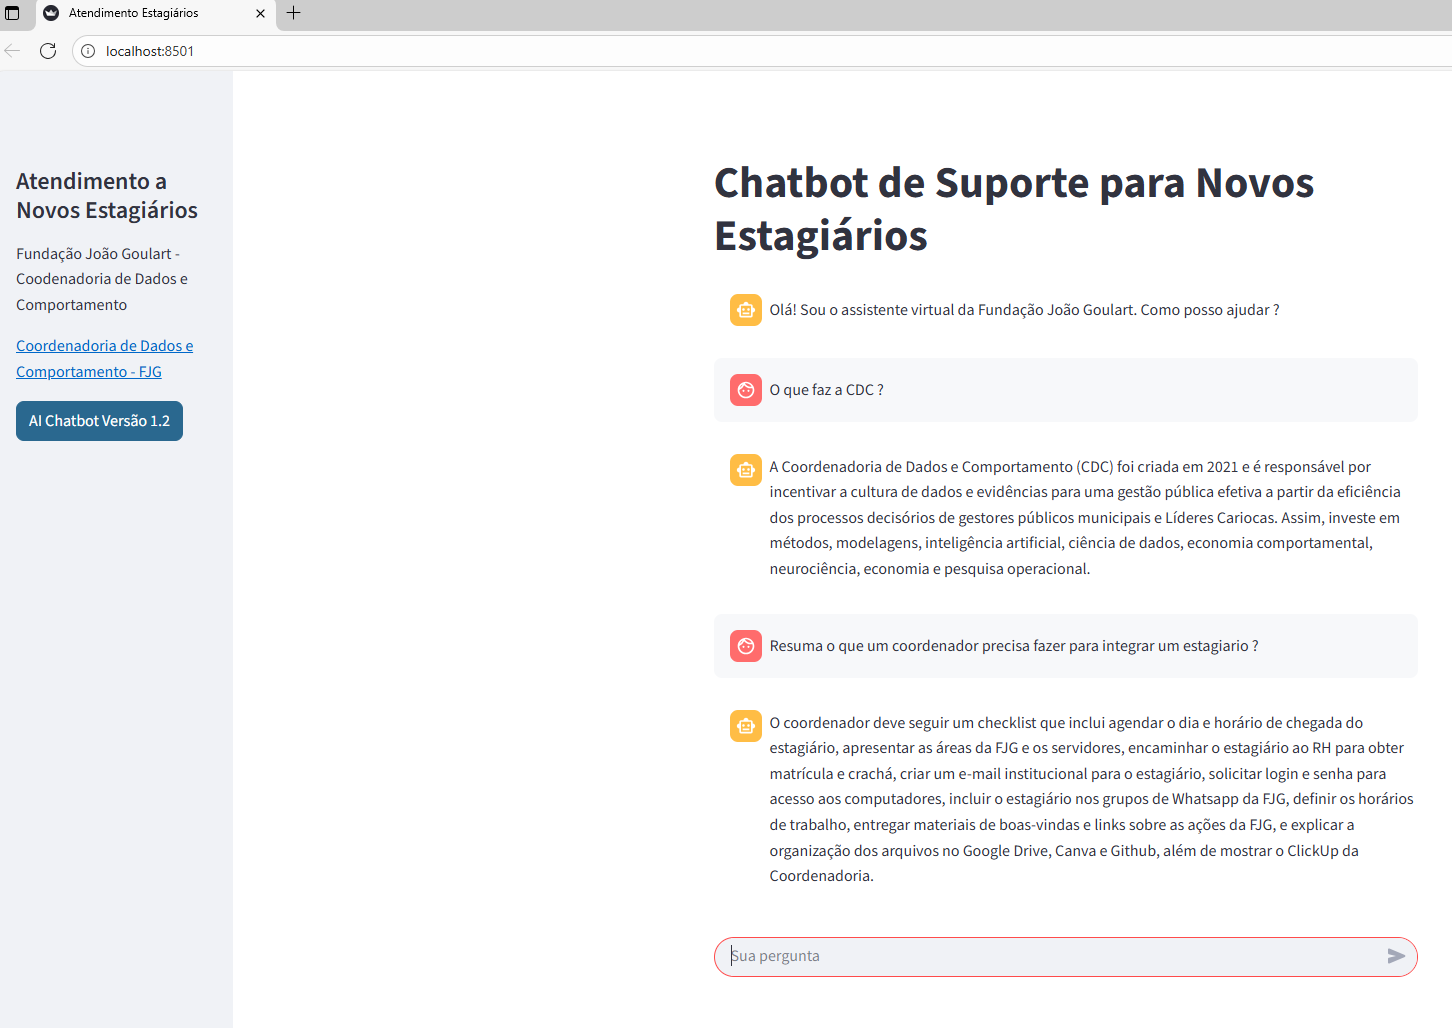 Atendimento Estagiários
localhost:8501
Atendimento a
Novos Estagiários
Fundação João Goulart -
Coodenadoria de Dados e
Comportamento
Coordenadoria de Dados e
Comportamento - FJG
AI Chatbot Versão 1.2
Chatbot de Suporte para Novos
Estagiários
Olá! Sou o assistente virtual da Fundação João Goulart. Como posso ajudar ?
O que faz a CDC ?
A Coordenadoria de Dados e Comportamento (CDC) foi criada em 2021 e é responsável por
incentivar a cultura de dados e evidências para uma gestão pública efetiva a partir da eficiência
dos processos decisórios de gestores públicos municipais e Líderes Cariocas. Assim, investe em
métodos, modelagens, inteligência artificial, ciência de dados, economia comportamental,
neurociência, economia e pesquisa operacional.
Resuma o que um coordenador precisa fazer para integrar um estagiario ?
O coordenador deve seguir um checklist que inclui agendar o dia e horário de chegada do
estagiário, apresentar as áreas da FJG e os servidores, encaminhar o estagiário ao RH para obter
matrícula e crachá, criar um e-mail institucional para o estagiário, solicitar login e senha para
acesso aos computadores, incluir o estagiário nos grupos de Whatsapp da FJG, definir os horários
de trabalho, entregar materiais de boas-vindas e links sobre as ações da FJG, e explicar a
organização dos arquivos no Google Drive, Canva e Github, além de mostrar o ClickUp da
Coordenadoria.
Sua pergunta